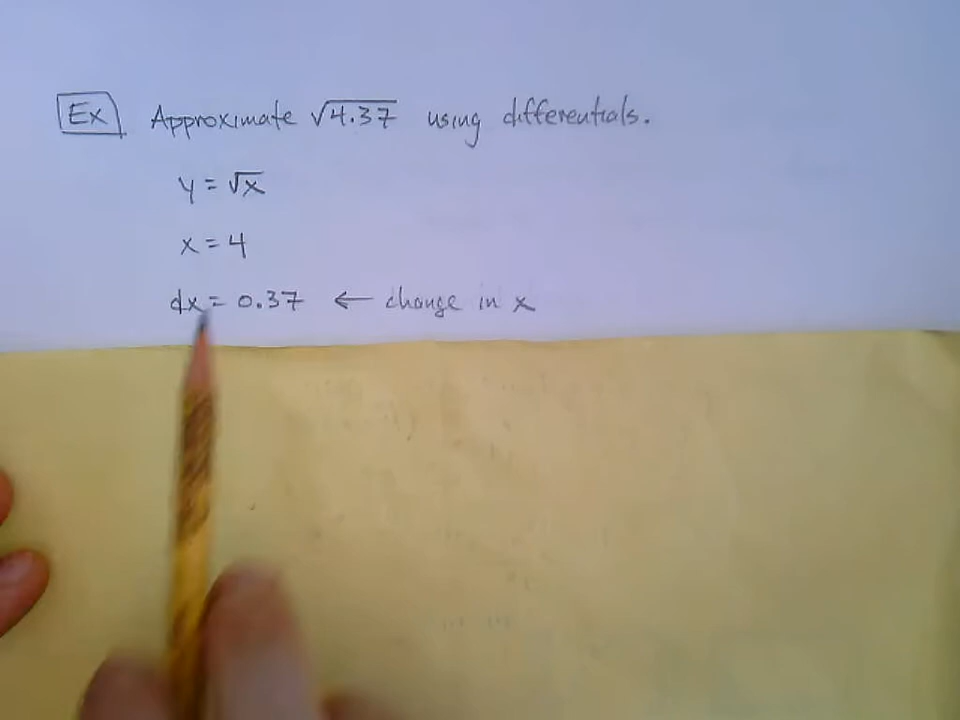 Ex Approximate √4.37 using differentials.
y = √x
x = 4
dx = 0.37 ← change in x